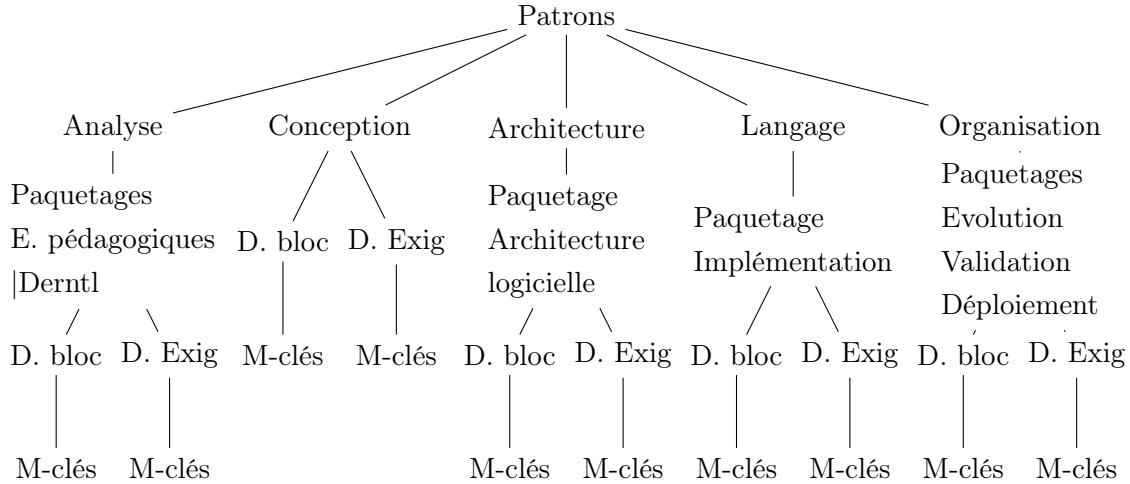 Patrons
Analyse
Conception
Architecture
Langage
Organisation
Paquetages
E. pédagogiques
|Derntl
D. bloc
D. Exig
Paquetage
Architecture
logicielle
Paquetage
Implémentation
Paquetages
Evolution
Validation
Déploiement
D. bloc
D. Exig
M-clés
M-clés
D. bloc
D. Exig
D. bloc
D. Exig
D. bloc
D. Exig
M-clés
M-clés
M-clés
M-clés
M-clés
M-clés
M-clés
M-clés